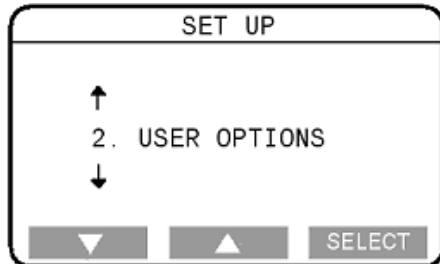 SET UP
↑
2. USER OPTIONS
↓
▼ ▲ SELECT